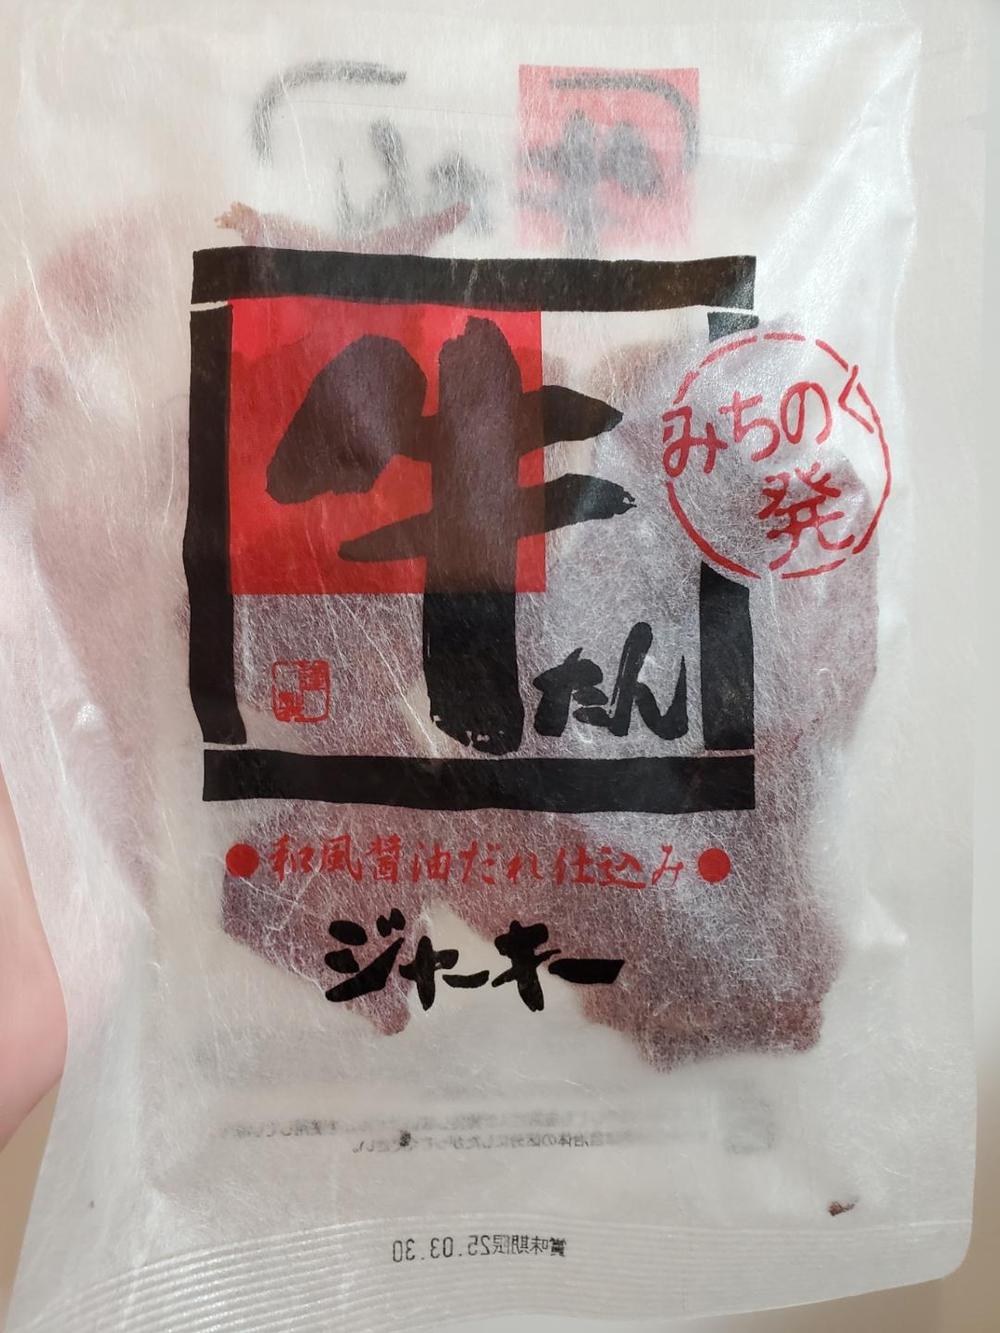 牛たん
みちのく
発
●和風醤油だれ仕込み●
ジャーキー
賞味期限25.03.30